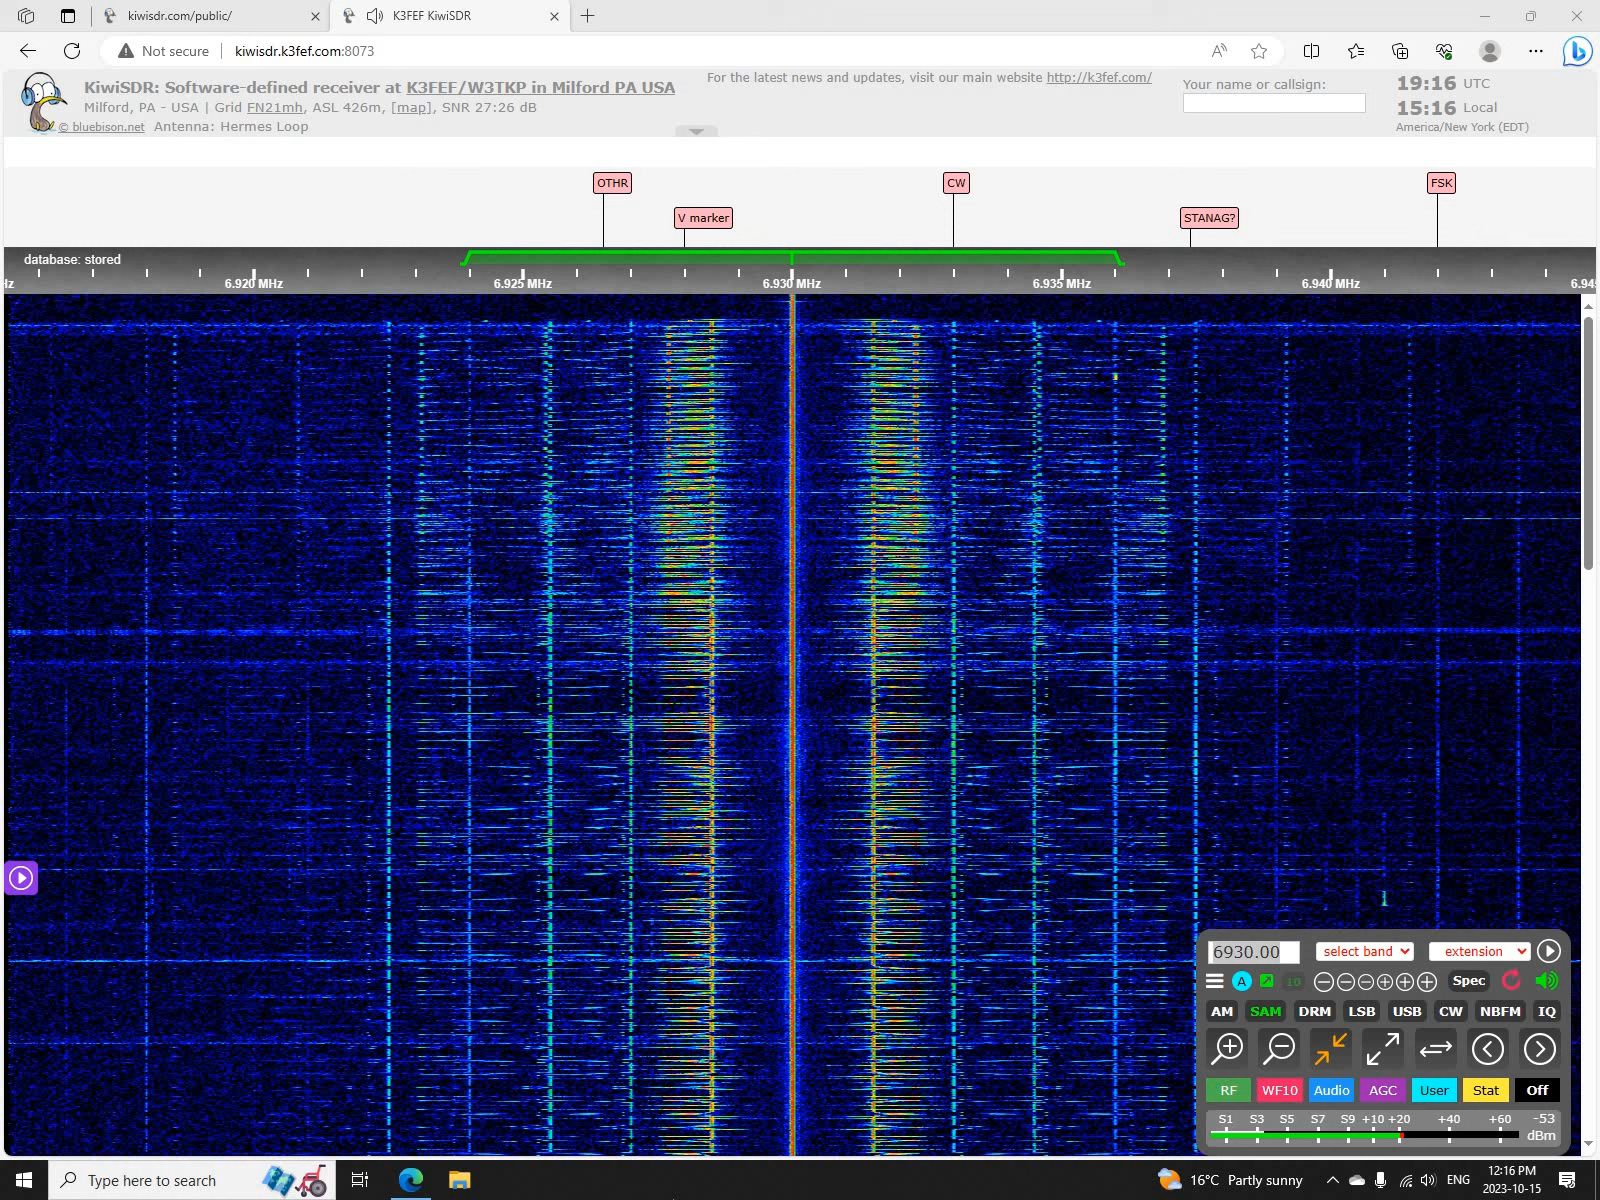 kiwisdr.com/public/
K3FEF KiwiSDR
Not secure
kiwisdr.k3fef.com:8073
KiwiSDR: Software-defined receiver at K3FEF/W3TKP in Milford PA USA
Milford, PA - USA | Grid FN21mh, ASL 426m, [map], SNR 27:26 dB
© bluebison.net Antenna: Hermes Loop
For the latest news and updates, visit our main website http://k3fef.com/
Your name or callsign:
19:16 UTC
15:16 Local
America/New York (EDT)
OTHR
CW
FSK
V marker
STANAG?
database: stored
Hz 6.920 MHz 6.925 MHz 6.930 MHz 6.935 MHz 6.940 MHz 6.945
6930.00 select band extension
A 10 Spec
AM SAM DRM LSB USB CW NBFM IQ
RF WF10 Audio AGC User Stat Off
S1 S3 S5 S7 S9 +10 +20 +40 +60 -53
dBm
Type here to search
16°C Partly sunny
ENG
12:16 PM
2023-10-15